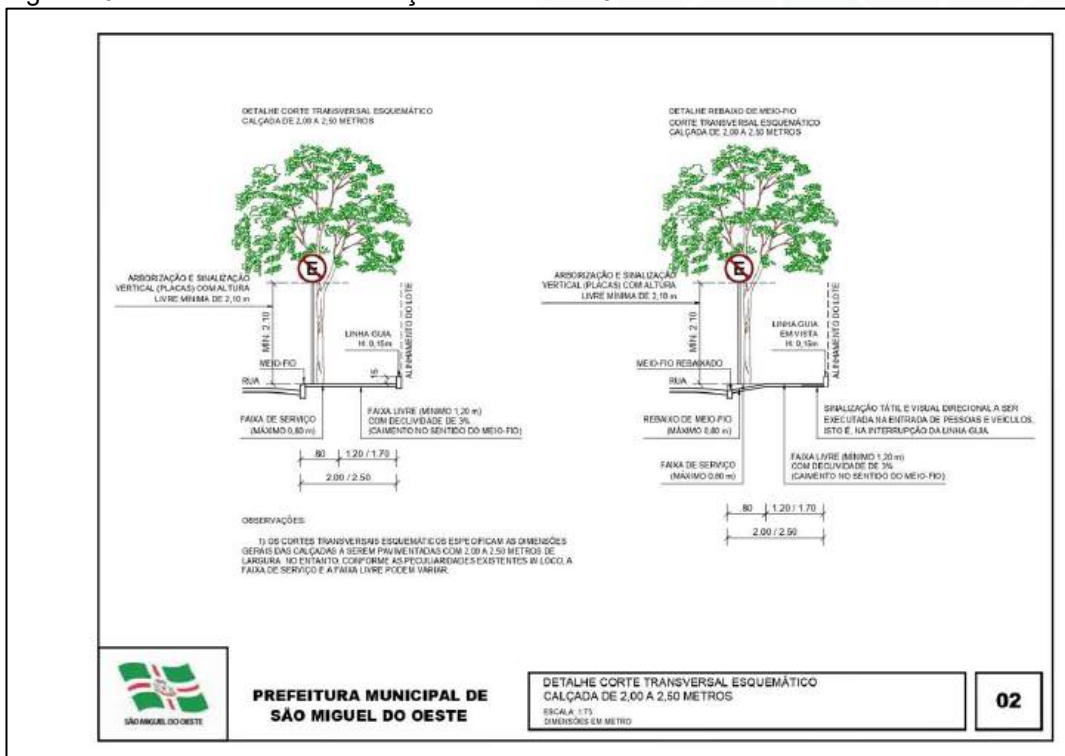 DETALHE CORTE TRANSVERSAL ESQUEMÁTICO
CALÇADA DE 2,00 A 2,50 METROS
ARBORIZAÇÃO E SINALIZAÇÃO
VERTICAL (PLACAS) COM ALTURA
LIVRE MÍNIMA DE 2,10 m
E
MÍN. 2.10
LINHA GUIA
H: 0,15m
ALINHAMENTO DO LOTE
MEIO-FIO
15
RUA
FAIXA DE SERVIÇO
(MÁXIMO 0,80 m)
FAIXA LIVRE (MÍNIMO 1,20 m)
COM DECLIVIDADE DE 3%
(CAIMENTO NO SENTIDO DO MEIO-FIO)
80
1.20 / 1.70
2.00 / 2.50
DETALHE REBAIXO DE MEIO-FIO
CORTE TRANSVERSAL ESQUEMÁTICO
CALÇADA DE 2,00 A 2,50 METROS
ARBORIZAÇÃO E SINALIZAÇÃO
VERTICAL (PLACAS) COM ALTURA
LIVRE MÍNIMA DE 2,10 m
E
MÍN. 2.10
LINHA GUIA
EM VISTA
H: 0,15m
ALINHAMENTO DO LOTE
MEIO-FIO REBAIXADO
RUA
REBAIXO DE MEIO-FIO
(MÁXIMO 0,80 m)
SINALIZAÇÃO TÁTIL E VISUAL DIRECIONAL A SER
EXECUTADA NA ENTRADA DE PESSOAS E VEÍCULOS,
ISTO É, NA INTERRUPÇÃO DA LINHA GUIA
FAIXA DE SERVIÇO
(MÁXIMO 0,80 m)
FAIXA LIVRE (MÍNIMO 1,20 m)
COM DECLIVIDADE DE 3%
(CAIMENTO NO SENTIDO DO MEIO-FIO)
80
1.20 / 1.70
2.00 / 2.50
OBSERVAÇÕES:
1) OS CORTES TRANSVERSAIS ESQUEMÁTICOS ESPECIFICAM AS DIMENSÕES
GERAIS DAS CALÇADAS A SEREM PAVIMENTADAS COM 2,00 A 2,50 METROS DE
LARGURA. NO ENTANTO, CONFORME AS PECULIARIDADES EXISTENTES IN LOCO, A
FAIXA DE SERVIÇO E A FAIXA LIVRE PODEM VARIAR.
SÃO MIGUEL DO OESTE
PREFEITURA MUNICIPAL DE
SÃO MIGUEL DO OESTE
DETALHE CORTE TRANSVERSAL ESQUEMÁTICO
CALÇADA DE 2,00 A 2,50 METROS
ESCALA: 1:75
DIMENSÕES EM METRO
02